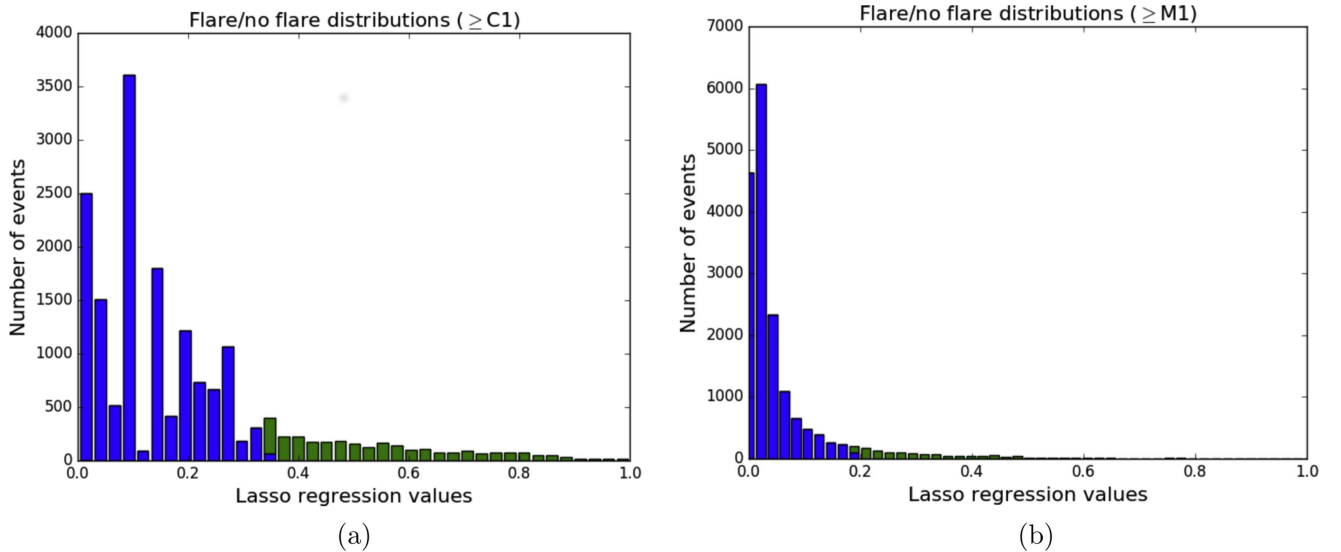 Flare/no flare distributions (≥C1)
4000
3500
3000
2500
2000
1500
1000
500
0
Number of events
0.0 0.2 0.4 0.6 0.8 1.0
Lasso regression values
(a)
Flare/no flare distributions (≥M1)
7000
6000
5000
4000
3000
2000
1000
0
Number of events
0.0 0.2 0.4 0.6 0.8 1.0
Lasso regression values
(b)